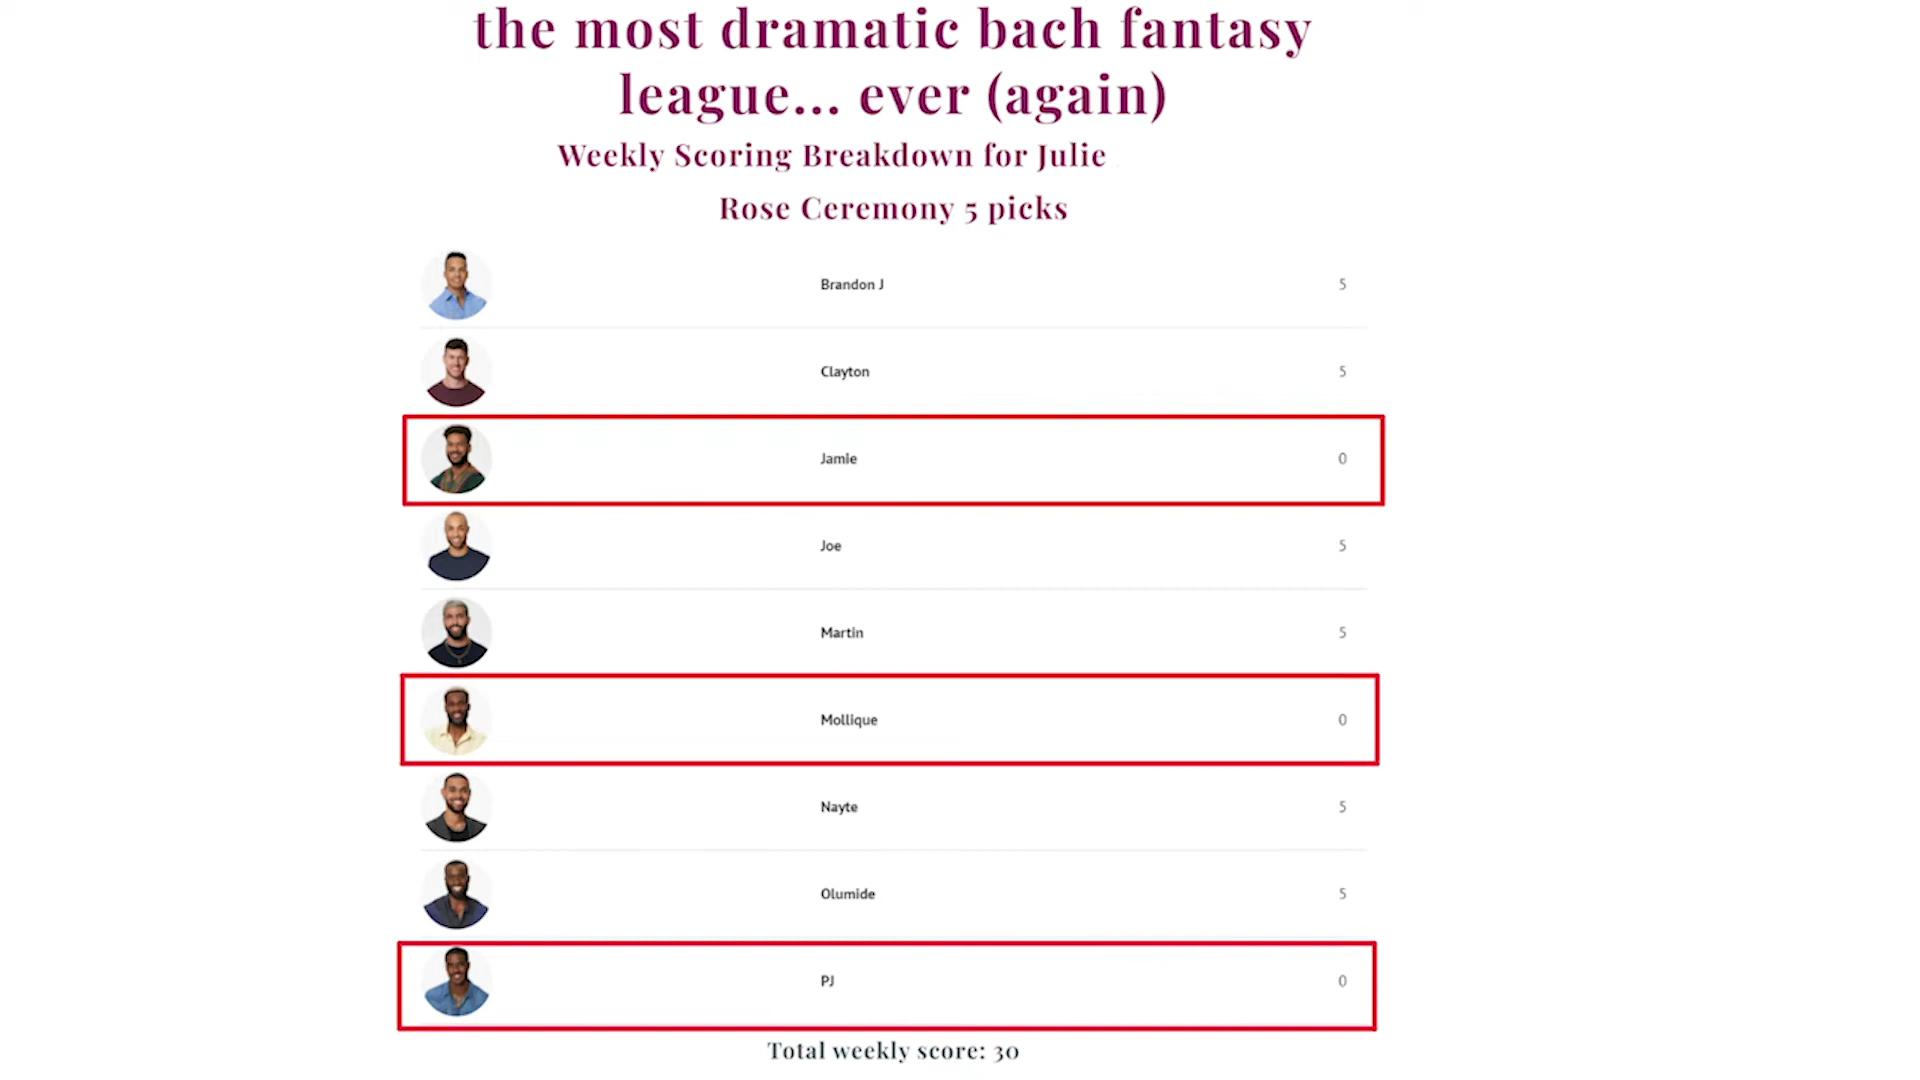 the most dramatic bach fantasy
league... ever (again)
Weekly Scoring Breakdown for Julie
Rose Ceremony 5 picks
Brandon J 5
Clayton 5
Jamie 0
Joe 5
Martin 5
Mollique 0
Nayte 5
Olumide 5
PJ 0
Total weekly score: 30